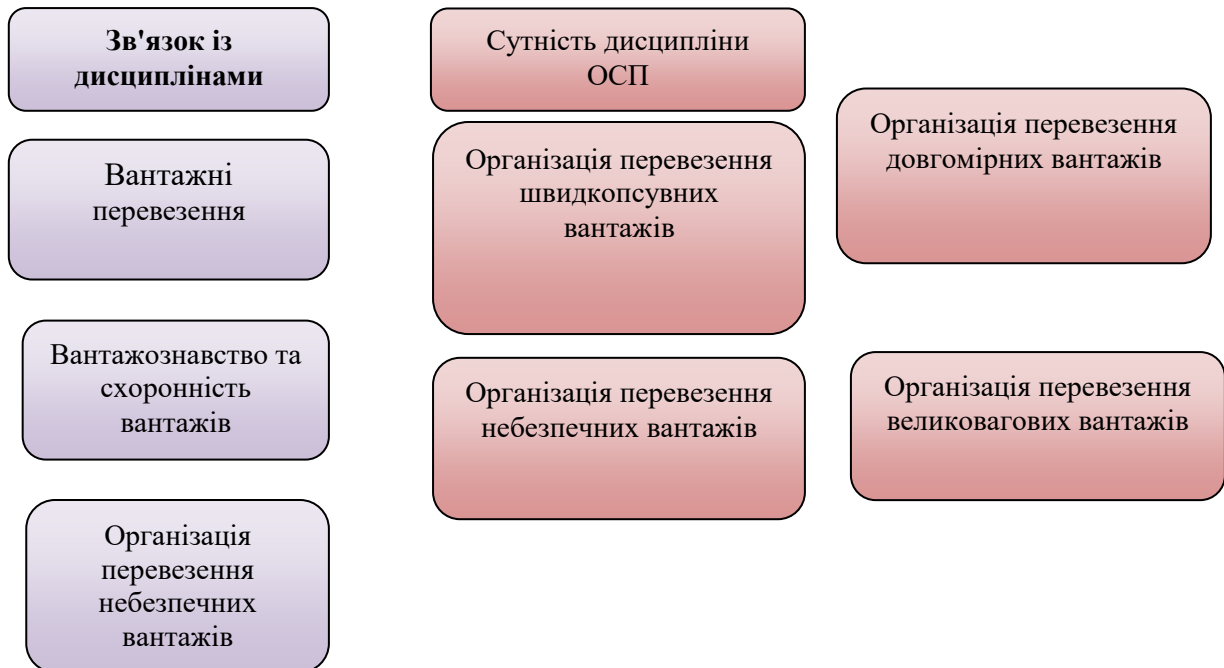 Зв'язок із
дисциплінами
Вантажні
перевезення
Вантажознавство та
схоронність
вантажів
Організація
перевезення
небезпечних
вантажів
Сутність дисципліни
ОСП
Організація перевезення
швидкопсувних
вантажів
Організація перевезення
небезпечних вантажів
Організація перевезення
довгомірних вантажів
Організація перевезення
великовагових вантажів